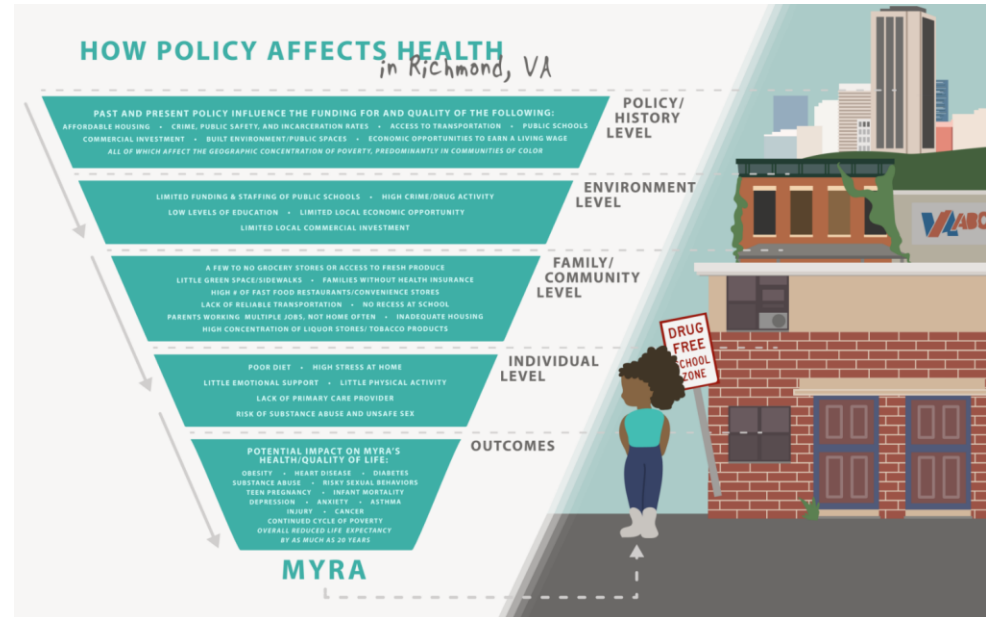 HOW POLICY AFFECTS HEALTH
in Richmond, VA
POLICY/
HISTORY
LEVEL
PAST AND PRESENT POLICY INFLUENCE THE FUNDING FOR AND QUALITY OF THE FOLLOWING:
AFFORDABLE HOUSING • CRIME, PUBLIC SAFETY, AND INCARCERATION RATES • ACCESS TO TRANSPORTATION • PUBLIC SCHOOLS
COMMERCIAL INVESTMENT • BUILT ENVIRONMENT/PUBLIC SPACES • ECONOMIC OPPORTUNITIES TO EARN A LIVING WAGE
ALL OF WHICH AFFECT THE GEOGRAPHIC CONCENTRATION OF POVERTY, PREDOMINANTLY IN COMMUNITIES OF COLOR
ENVIRONMENT
LEVEL
LIMITED FUNDING & STAFFING OF PUBLIC SCHOOLS • HIGH CRIME/DRUG ACTIVITY
LOW LEVELS OF EDUCATION • LIMITED LOCAL ECONOMIC OPPORTUNITY
LIMITED LOCAL COMMERCIAL INVESTMENT
FAMILY/
COMMUNITY
LEVEL
A FEW TO NO GROCERY STORES OR ACCESS TO FRESH PRODUCE
LITTLE GREEN SPACE/SIDEWALKS • FAMILIES WITHOUT HEALTH INSURANCE
HIGH # OF FAST FOOD RESTAURANTS/CONVENIENCE STORES
LACK OF RELIABLE TRANSPORTATION • NO RECESS AT SCHOOL
PARENTS WORKING MULTIPLE JOBS, NOT HOME OFTEN • INADEQUATE HOUSING
HIGH CONCENTRATION OF LIQUOR STORES/ TOBACCO PRODUCTS
INDIVIDUAL
LEVEL
POOR DIET • HIGH STRESS AT HOME
LITTLE EMOTIONAL SUPPORT • LITTLE PHYSICAL ACTIVITY
LACK OF PRIMARY CARE PROVIDER
RISK OF SUBSTANCE ABUSE AND UNSAFE SEX
OUTCOMES
POTENTIAL IMPACT ON MYRA'S
HEALTH/QUALITY OF LIFE:
OBESITY • HEART DISEASE • DIABETES
SUBSTANCE ABUSE • RISKY SEXUAL BEHAVIORS
TEEN PREGNANCY • INFANT MORTALITY
DEPRESSION • ANXIETY • ASTHMA
INJURY • CANCER
CONTINUED CYCLE OF POVERTY
OVERALL REDUCED LIFE EXPECTANCY
BY AS MUCH AS 20 YEARS
MYRA
VA ABC
DRUG
FREE
SCHOOL
ZONE